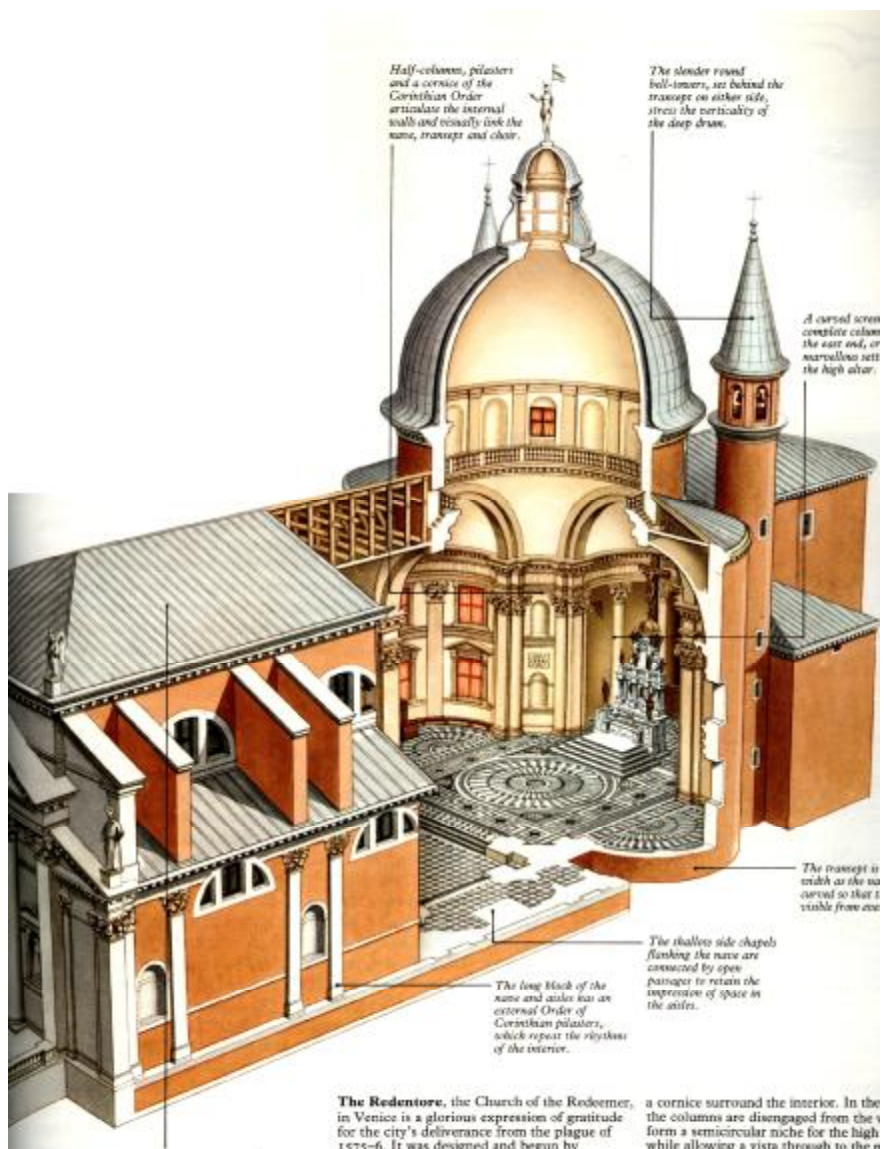 Half-columns, pilasters
and a cornice of the
Corinthian Order
articulate the internal
walls and visually link the
nave, transept and choir.
The slender round
bell-towers, set behind the
transept on either side,
stress the verticality of
the deep drum.
A curved screen
complete colum
the east end, cr
marvellous sett
the high altar.
The transept is
width as the na
curved so that t
visible from eve
The shallow side chapels
flanking the nave are
connected by open
passages to retain the
impression of space in
the aisles.
The long block of the
nave and aisles has an
external Order of
Corinthian pilasters,
which repeat the rhythms
of the interior.
The Redentore, the Church of the Redeemer,
in Venice is a glorious expression of gratitude
for the city's deliverance from the plague of
1575-6. It was designed and begun by
a cornice surround the interior. In the
the columns are disengaged from the w
form a semicircular niche for the high
while allowing a vista through to the